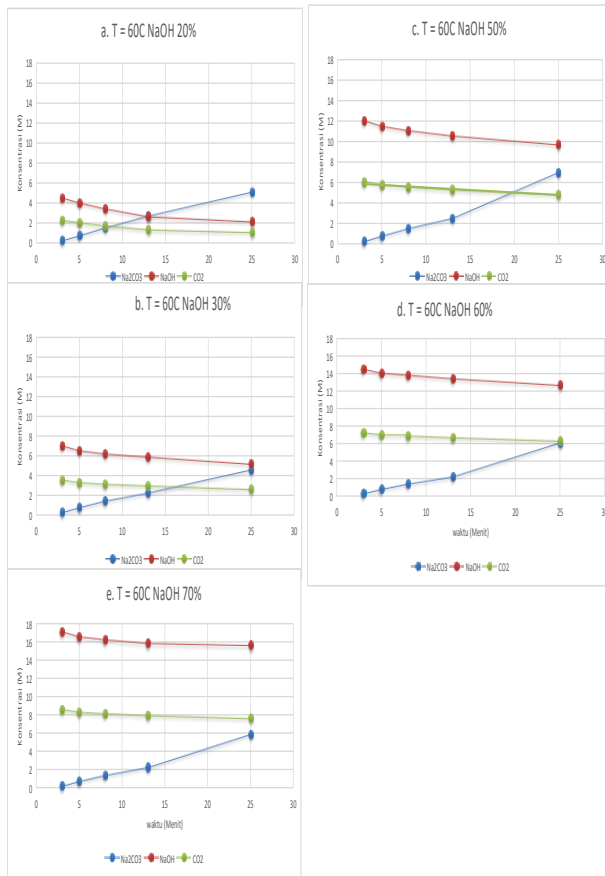 a. T = 60C NaOH 20%
Konsentrasi (M)
18
16
14
12
10
8
6
4
2
0
0 5 10 15 20 25 30
Na2CO3 NaOH CO2
b. T = 60C NaOH 30%
Konsentrasi (M)
18
16
14
12
10
8
6
4
2
0
0 5 10 15 20 25 30
Na2CO3 NaOH CO2
c. T = 60C NaOH 50%
Konsentrasi (M)
18
16
14
12
10
8
6
4
2
0
0 5 10 15 20 25 30
Na2CO3 NaOH CO2
d. T = 60C NaOH 60%
Konsentrasi (M)
18
16
14
12
10
8
6
4
2
0
0 5 10 15 20 25 30
waktu (Menit)
Na2CO3 NaOH CO2
e. T = 60C NaOH 70%
Konsentrasi (M)
18
16
14
12
10
8
6
4
2
0
0 5 10 15 20 25 30
waktu (Menit)
Na2CO3 NaOH CO2